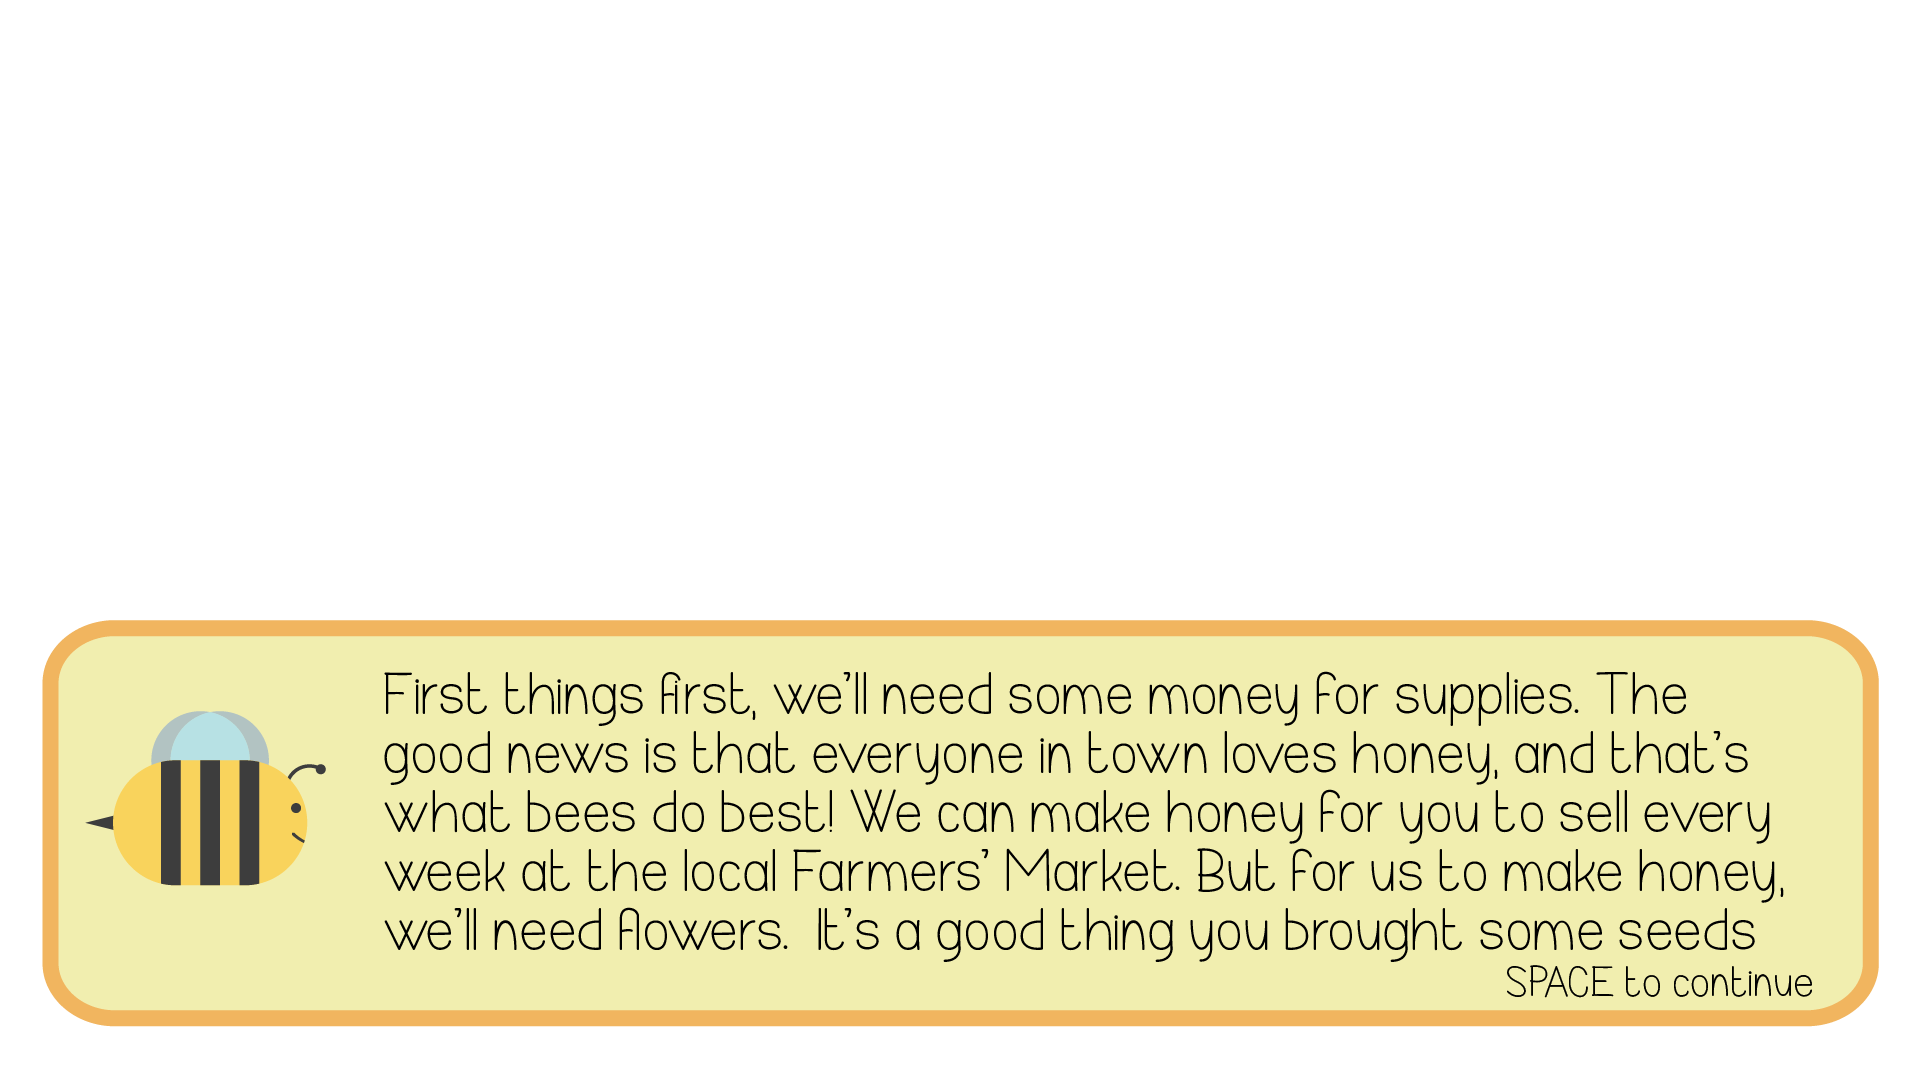 First things first, we'll need some money for supplies. The
good news is that everyone in town loves honey, and that's
what bees do best! We can make honey for you to sell every
week at the local Farmers' Market. But for us to make honey,
we'll need flowers.  It's a good thing you brought some seeds
SPACE to continue